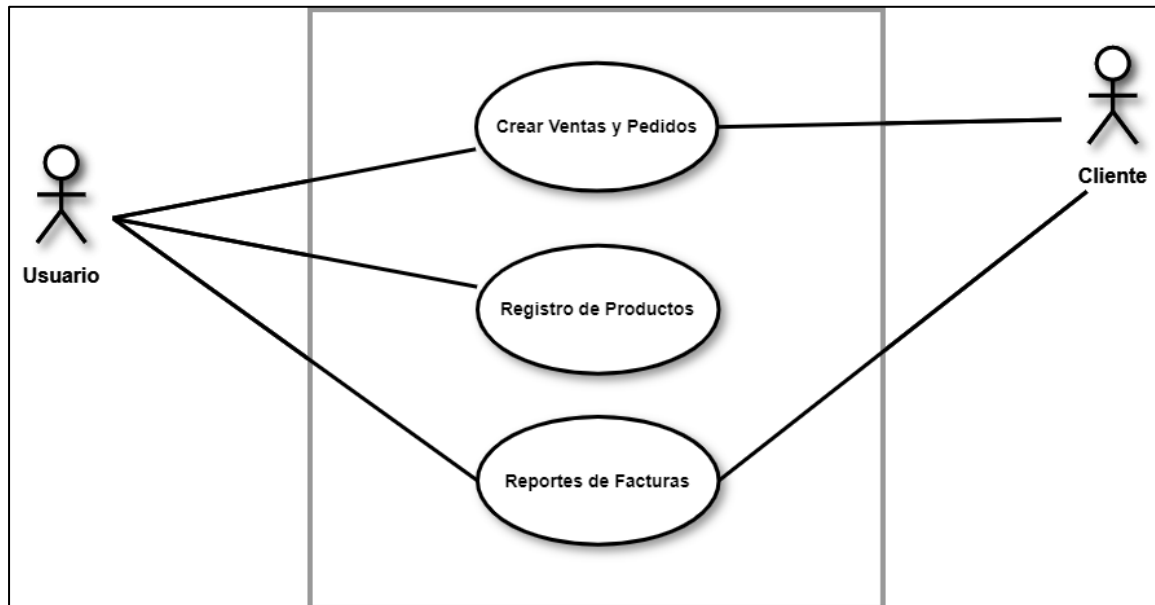 Crear Ventas y Pedidos
Cliente
Usuario
Registro de Productos
Reportes de Facturas